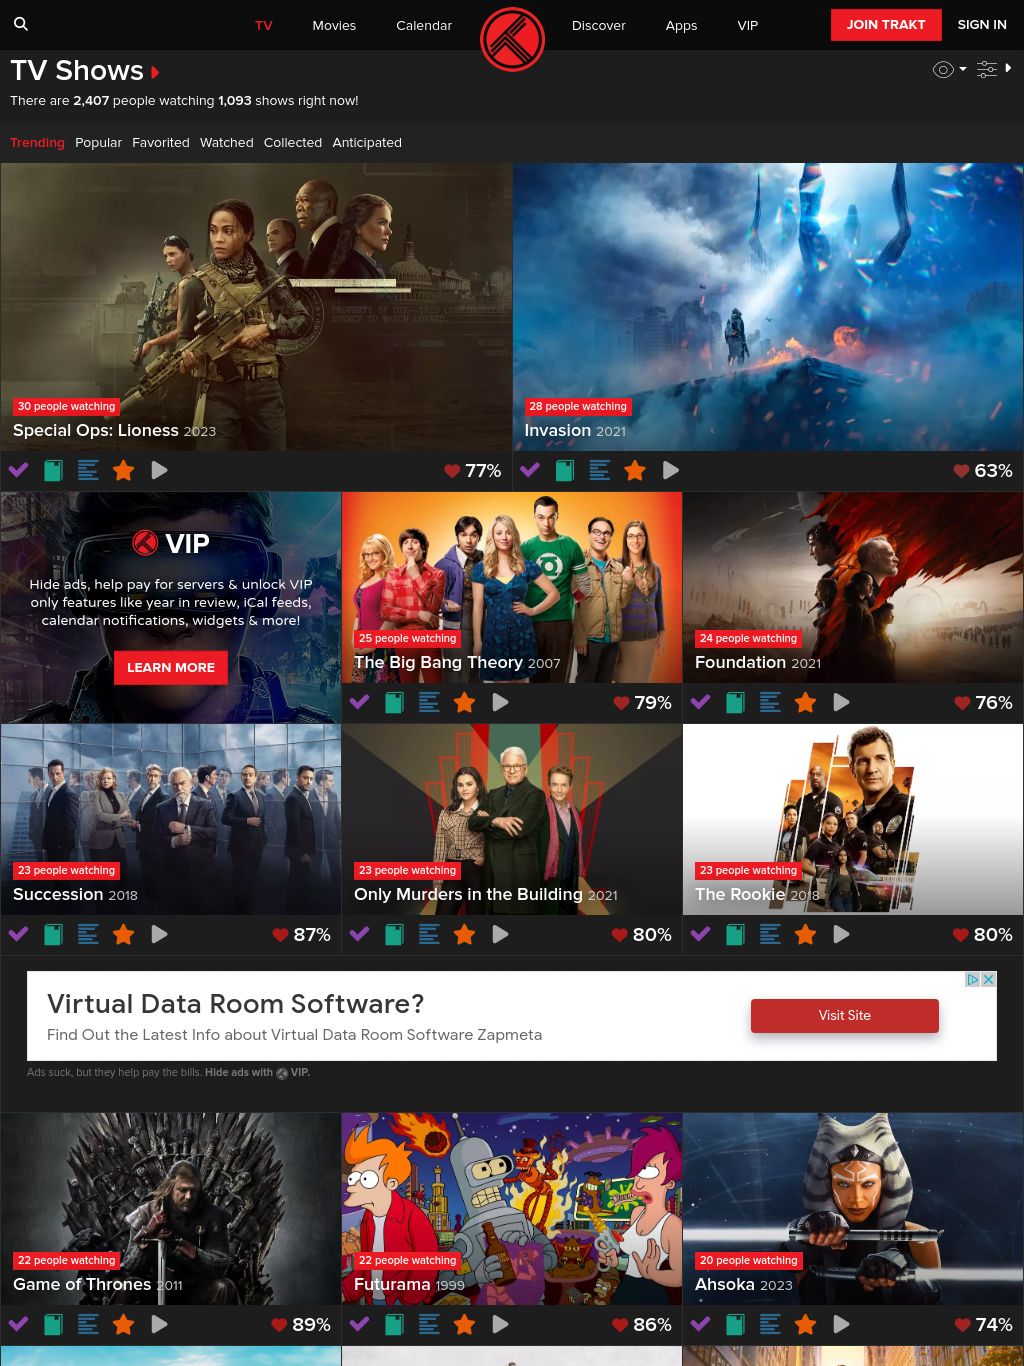 TV
Movies
Calendar
Discover
Apps
VIP
JOIN TRAKT
SIGN IN
TV Shows
There are 2,407 people watching 1,093 shows right now!
Trending Popular Favorited Watched Collected Anticipated
30 people watching
Special Ops: Lioness 2023
77%
28 people watching
Invasion 2021
63%
VIP
Hide ads, help pay for servers & unlock VIP
only features like year in review, iCal feeds,
calendar notifications, widgets & more!
LEARN MORE
25 people watching
The Big Bang Theory 2007
79%
24 people watching
Foundation 2021
76%
23 people watching
Succession 2018
87%
23 people watching
Only Murders in the Building 2021
80%
23 people watching
The Rookie 2018
80%
Virtual Data Room Software?
Find Out the Latest Info about Virtual Data Room Software Zapmeta
Visit Site
Ads suck, but they help pay the bills. Hide ads with VIP.
22 people watching
Game of Thrones 2011
89%
22 people watching
Futurama 1999
86%
20 people watching
Ahsoka 2023
74%